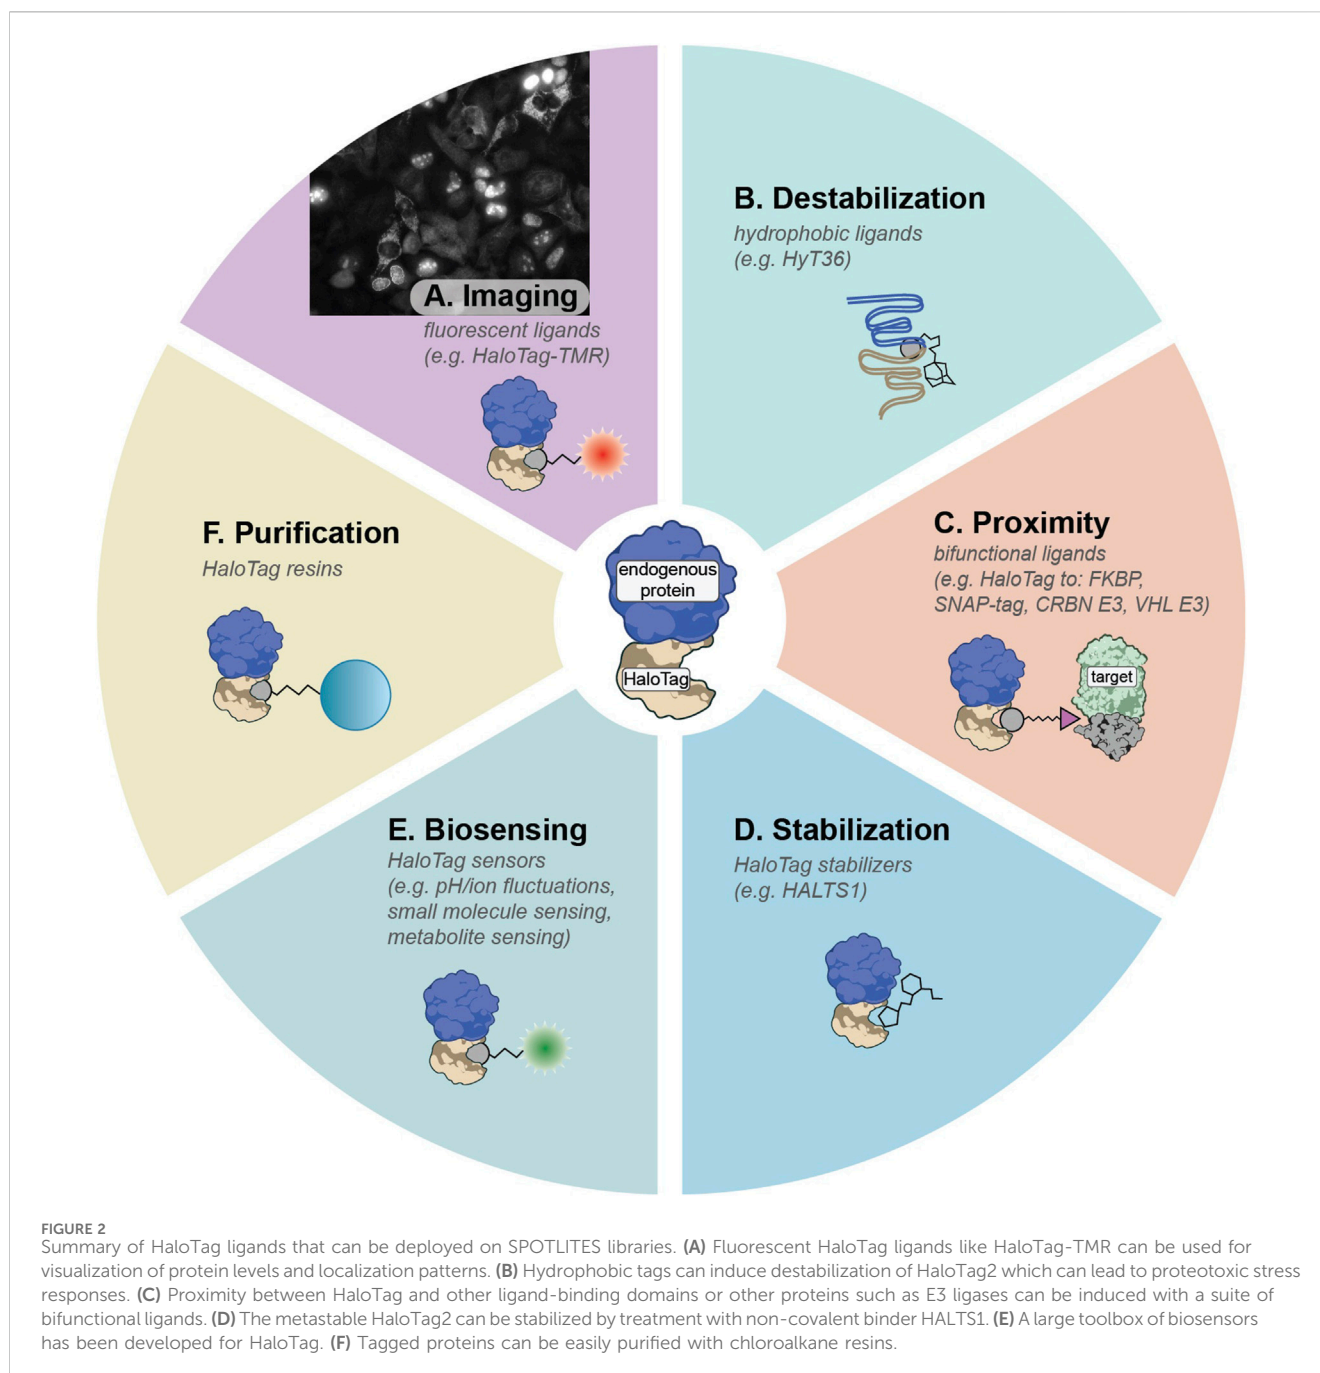 A. Imaging
fluorescent ligands
(e.g. HaloTag-TMR)
B. Destabilization
hydrophobic ligands
(e.g. HyT36)
C. Proximity
bifunctional ligands
(e.g. HaloTag to: FKBP,
SNAP-tag, CRBN E3, VHL E3)
target
D. Stabilization
HaloTag stabilizers
(e.g. HALTS1)
E. Biosensing
HaloTag sensors
(e.g. pH/ion fluctuations,
small molecule sensing,
metabolite sensing)
F. Purification
HaloTag resins
endogenous
protein
HaloTag
FIGURE 2
Summary of HaloTag ligands that can be deployed on SPOTLITES libraries. (A) Fluorescent HaloTag ligands like HaloTag-TMR can be used for
visualization of protein levels and localization patterns. (B) Hydrophobic tags can induce destabilization of HaloTag2 which can lead to proteotoxic stress
responses. (C) Proximity between HaloTag and other ligand-binding domains or other proteins such as E3 ligases can be induced with a suite of
bifunctional ligands. (D) The metastable HaloTag2 can be stabilized by treatment with non-covalent binder HALTS1. (E) A large toolbox of biosensors
has been developed for HaloTag. (F) Tagged proteins can be easily purified with chloroalkane resins.